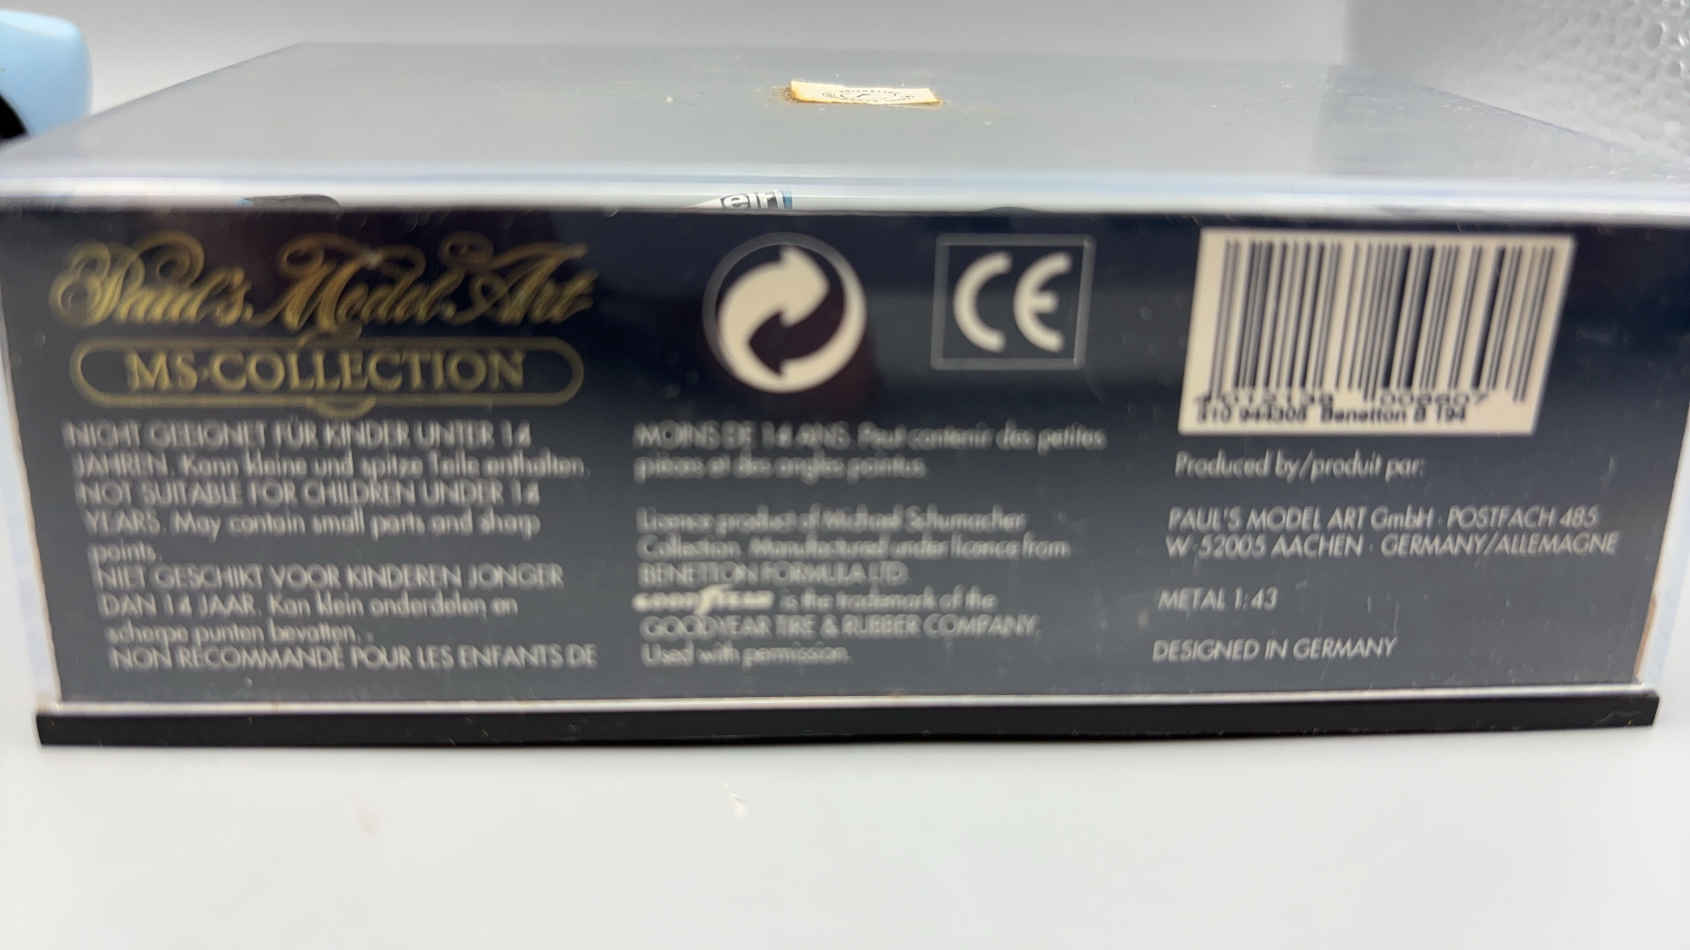 Paul's Model Art
MS·COLLECTION
NICHT GEEIGNET FÜR KINDER UNTER 14
JAHREN. Kann kleine und spitze Teile enthalten.
NOT SUITABLE FOR CHILDREN UNDER 14
YEARS. May contain small parts and sharp
points.
NIET GESCHIKT VOOR KINDEREN JONGER
DAN 14 JAAR. Kan klein onderdelen en
scherpe punten bevatten.
NON RECOMMANDÉ POUR LES ENFANTS DE
MOINS DE 14 ANS. Peut contenir des petites
pièces et des angles pointus.
Licence product of Michael Schumacher
Collection. Manufactured under licence from
BENETTON FORMULA LTD.
GOODYEAR is the trademark of the
GOODYEAR TIRE & RUBBER COMPANY.
Used with permission.
CE
Benetton B 194
Produced by/produit par:
PAUL'S MODEL ART GmbH · POSTFACH 485
W-52005 AACHEN · GERMANY/ALLEMAGNE
METAL 1:43
DESIGNED IN GERMANY